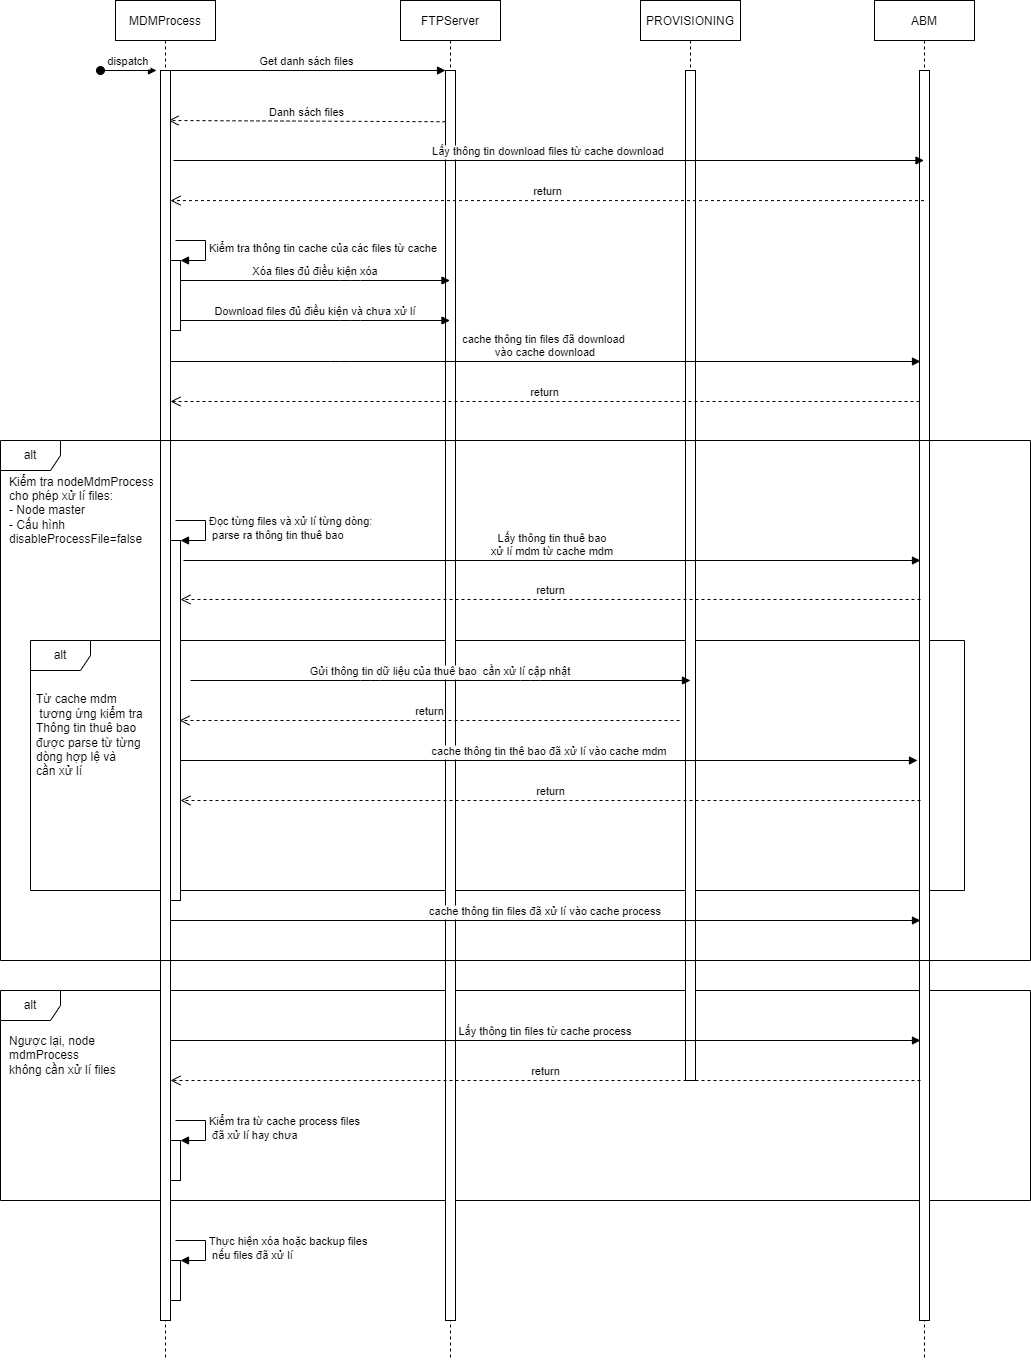 MDMProcess
FTPServer
PROVISIONING
ABM
dispatch
Get danh sách files
Danh sách files
Lấy thông tin download files từ cache download
return
Kiểm tra thông tin cache của các files từ cache
Xóa files đủ điều kiện xóa
Download files đủ điều kiện và chưa xử lí
cache thông tin files đã download
vào cache download
return
alt
Kiểm tra nodeMdmProcess
cho phép xử lí files:
- Node master
- Cấu hình
disableProcessFile=false
Đọc từng files và xử lí từng dòng:
parse ra thông tin thuê bao
Lấy thông tin thuê bao
xử lí mdm từ cache mdm
return
alt
Từ cache mdm
tương ứng kiểm tra
Thông tin thuê bao
được parse từ từng
dòng hợp lệ và
cần xử lí
Gửi thông tin dữ liệu của thuê bao  cần xử lí cập nhật
return
cache thông tin thê bao đã xử lí vào cache mdm
return
cache thông tin files đã xử lí vào cache process
alt
Ngược lại, node
mdmProcess
không cần xử lí files
Lấy thông tin files từ cache process
return
Kiểm tra từ cache process files
đã xử lí hay chưa
Thực hiện xóa hoặc backup files
nếu files đã xử lí